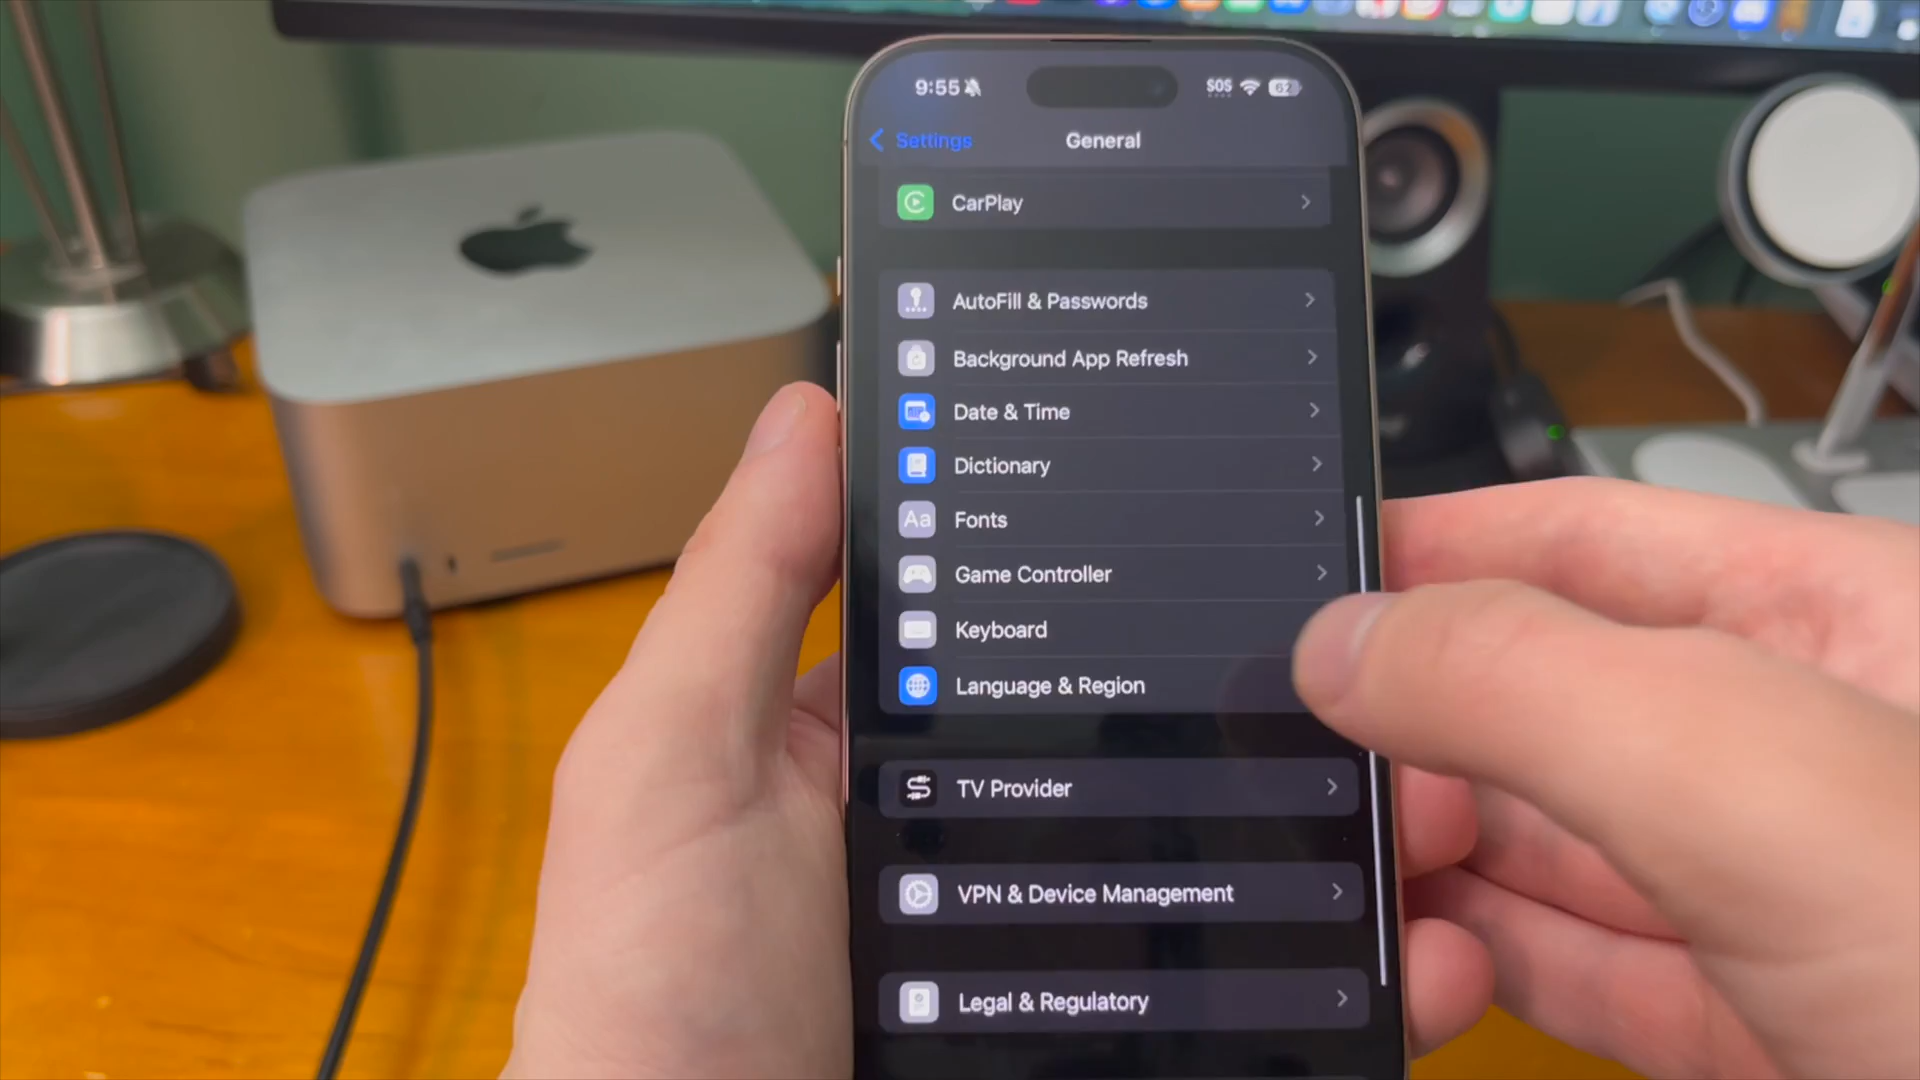 9:55 SOS 62
Settings General
CarPlay
AutoFill & Passwords
Background App Refresh
Date & Time
Dictionary
Aa Fonts
Game Controller
Keyboard
Language & Region
TV Provider
VPN & Device Management
Legal & Regulatory